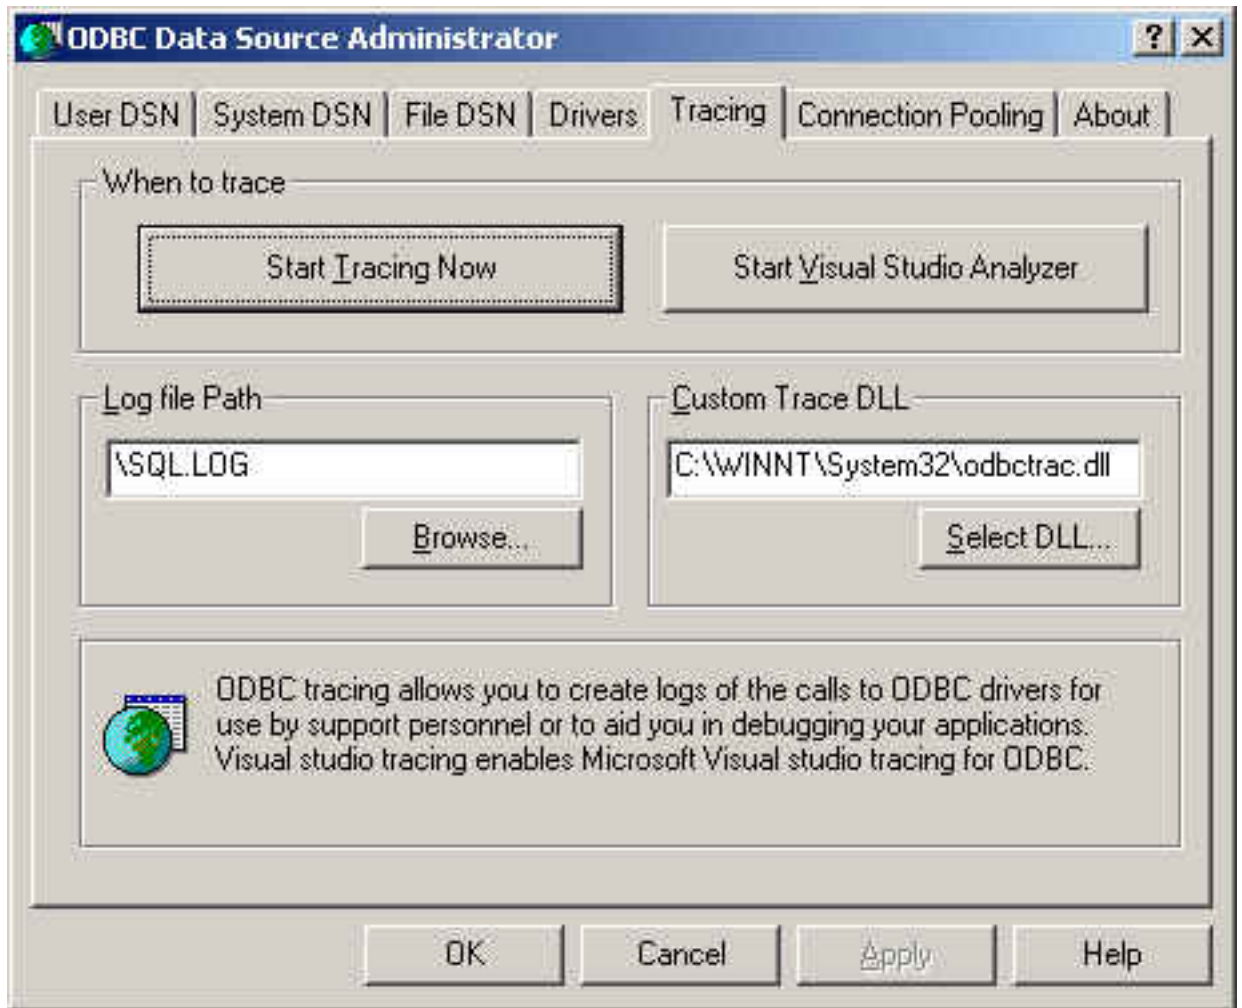 ODBC Data Source Administrator
User DSN System DSN File DSN Drivers Tracing Connection Pooling About
When to trace
Start Tracing Now Start Visual Studio Analyzer
Log file Path Custom Trace DLL
\SQL.LOG C:\WINNT\System32\odbctrac.dll
Browse... Select DLL...
ODBC tracing allows you to create logs of the calls to ODBC drivers for
use by support personnel or to aid you in debugging your applications.
Visual studio tracing enables Microsoft Visual studio tracing for ODBC.
OK Cancel Apply Help